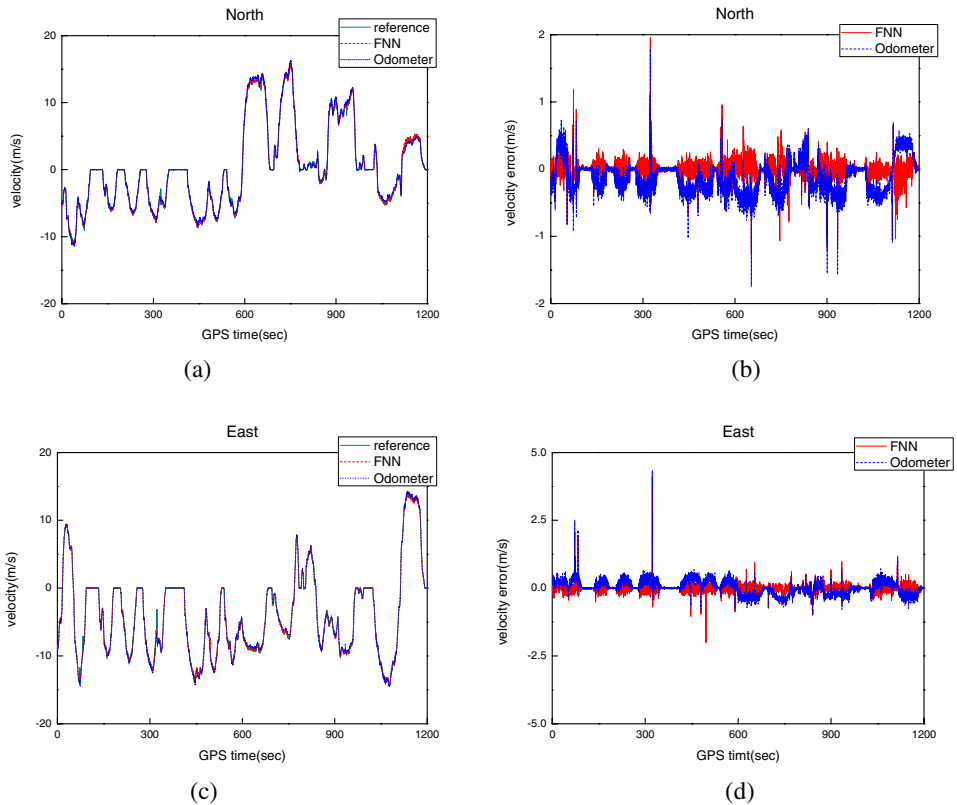 North
reference
FNN
Odometer
20
10
0
-10
-20
velocity(m/s)
0 300 600 900 1200
GPS time(sec)
(a)
North
FNN
Odometer
2
1
0
-1
-2
velocity error(m/s)
0 300 600 900 1200
GPS time(sec)
(b)
East
reference
FNN
Odometer
20
10
0
-10
-20
velocity(m/s)
0 300 600 900 1200
GPS time(sec)
(c)
East
FNN
Odometer
5.0
2.5
0.0
-2.5
-5.0
velocity error(m/s)
0 300 600 900 1200
GPS timt(sec)
(d)